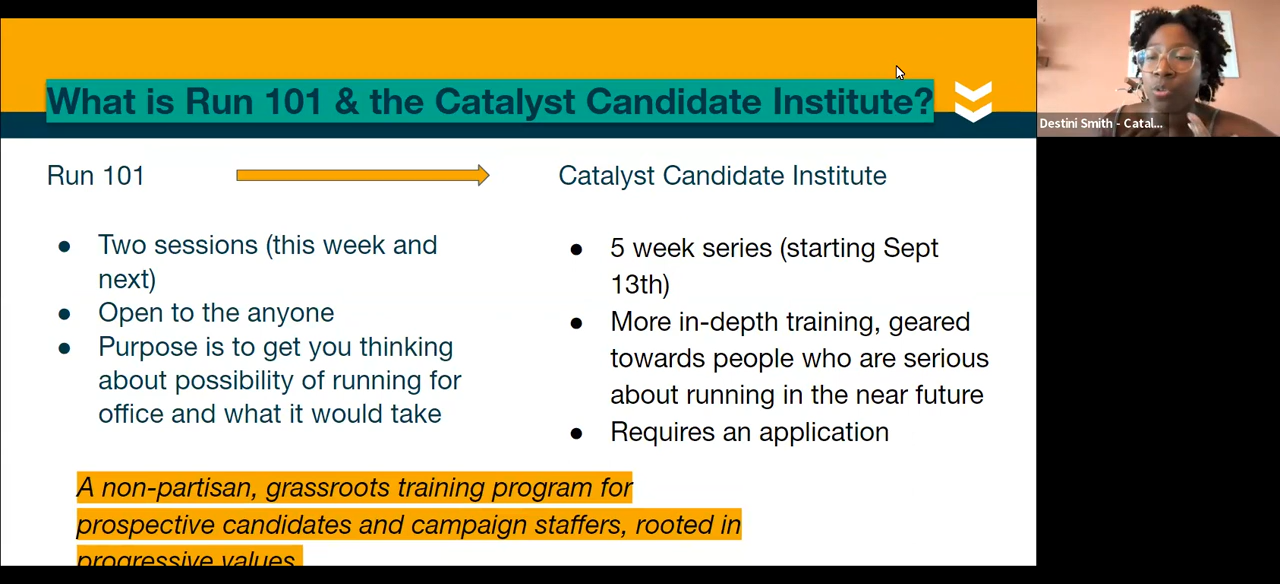 What is Run 101 & the Catalyst Candidate Institute?
Destini Smith - Catal...
Run 101
Catalyst Candidate Institute
● Two sessions (this week and
next)
● Open to the anyone
● Purpose is to get you thinking
about possibility of running for
office and what it would take
● 5 week series (starting Sept
13th)
● More in-depth training, geared
towards people who are serious
about running in the near future
● Requires an application
A non-partisan, grassroots training program for
prospective candidates and campaign staffers, rooted in
progressive values